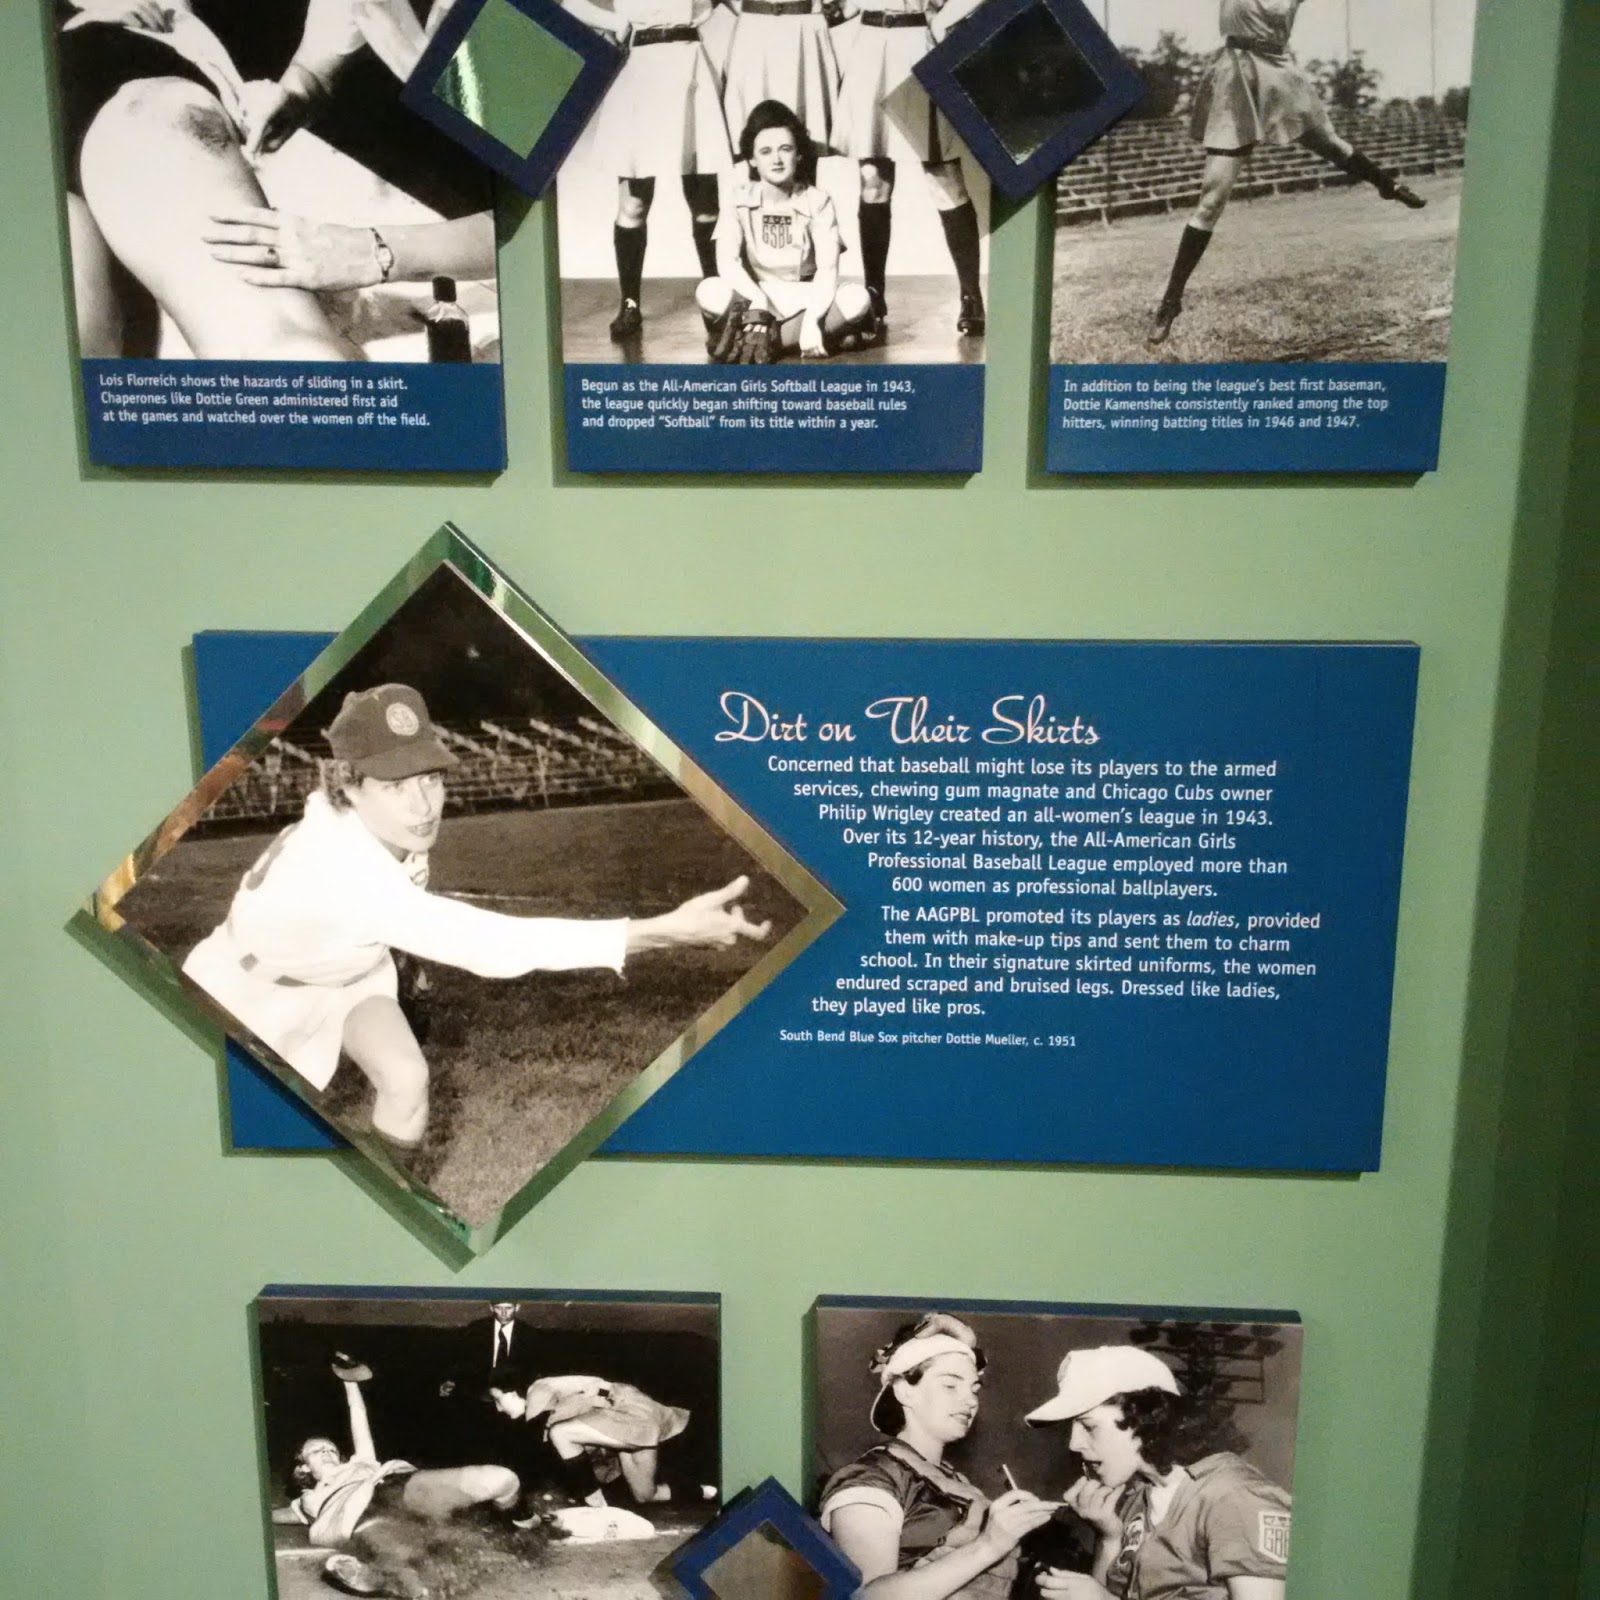 A·A
GSBL
Lois Florreich shows the hazards of sliding in a skirt.
Chaperones like Dottie Green administered first aid
at the games and watched over the women off the field.
Begun as the All-American Girls Softball League in 1943,
the league quickly began shifting toward baseball rules
and dropped "Softball" from its title within a year.
In addition to being the league's best first baseman,
Dottie Kamenshek consistently ranked among the top
hitters, winning batting titles in 1946 and 1947.
Dirt on Their Skirts
Concerned that baseball might lose its players to the armed
services, chewing gum magnate and Chicago Cubs owner
Philip Wrigley created an all-women's league in 1943.
Over its 12-year history, the All-American Girls
Professional Baseball League employed more than
600 women as professional ballplayers.
The AAGPBL promoted its players as ladies, provided
them with make-up tips and sent them to charm
school. In their signature skirted uniforms, the women
endured scraped and bruised legs. Dressed like ladies,
they played like pros.
South Bend Blue Sox pitcher Dottie Mueller, c. 1951